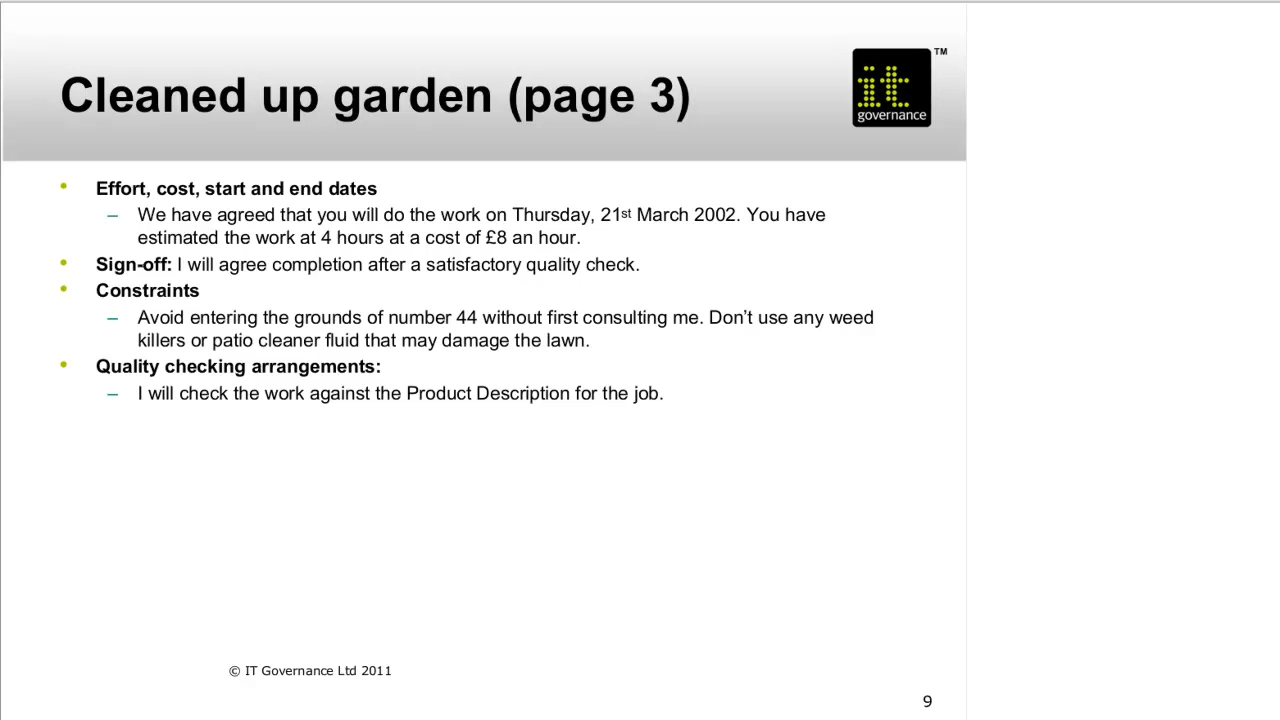 Cleaned up garden (page 3)
it
governance
TM
• Effort, cost, start and end dates
– We have agreed that you will do the work on Thursday, 21st March 2002. You have
estimated the work at 4 hours at a cost of £8 an hour.
• Sign-off: I will agree completion after a satisfactory quality check.
• Constraints
– Avoid entering the grounds of number 44 without first consulting me. Don’t use any weed
killers or patio cleaner fluid that may damage the lawn.
• Quality checking arrangements:
– I will check the work against the Product Description for the job.
© IT Governance Ltd 2011
9